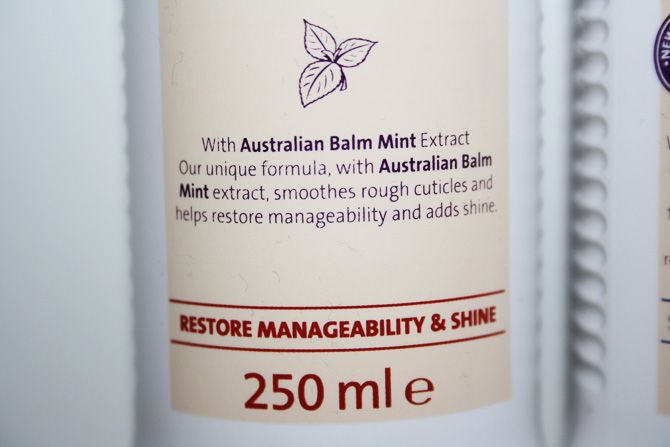 With Australian Balm Mint Extract
Our unique formula, with Australian Balm
Mint extract, smoothes rough cuticles and
helps restore manageability and adds shine.
RESTORE MANAGEABILITY & SHINE
250 ml e
NEW